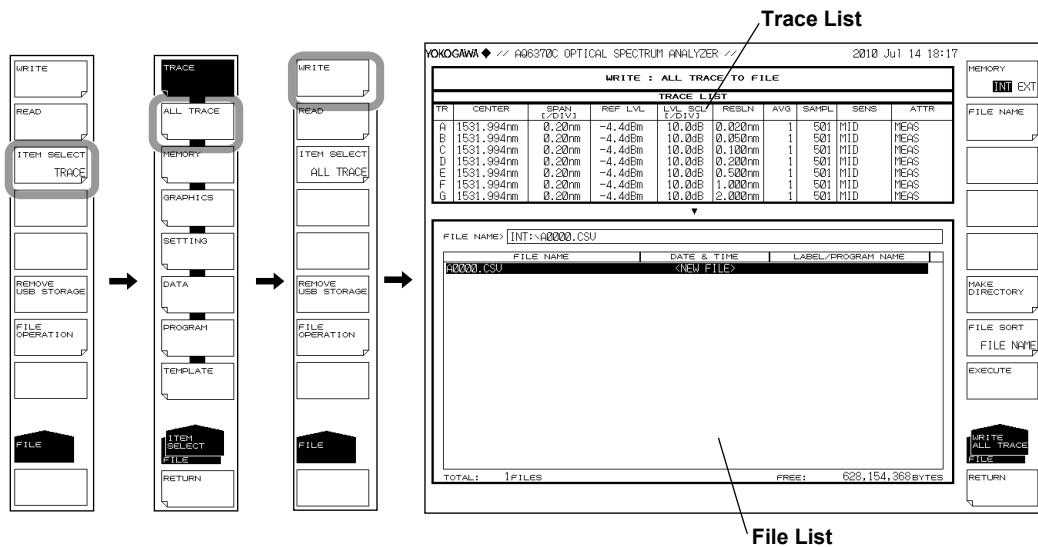 Trace List
WRITE
READ
ITEM SELECT
TRACE
REMOVE
USB STORAGE
FILE
OPERATION
FILE
TRACE
ALL TRACE
MEMORY
GRAPHICS
SETTING
DATA
PROGRAM
TEMPLATE
ITEM
SELECT
FILE
RETURN
WRITE
READ
ITEM SELECT
ALL TRACE
REMOVE
USB STORAGE
FILE
OPERATION
FILE
YOKOGAWA ◆ // AQ6370C OPTICAL SPECTRUM ANALYZER // 2010 Jul 14 18:17
WRITE : ALL TRACE TO FILE
TRACE LIST
TR CENTER SPAN [/DIV] REF LVL LVL SCL [/DIV] RESLN AVG SAMPL SENS ATTR
A 1531.994nm 0.20nm -4.4dBm 10.0dB 0.020nm 1 501 MID MEAS
B 1531.994nm 0.20nm -4.4dBm 10.0dB 0.050nm 1 501 MID MEAS
C 1531.994nm 0.20nm -4.4dBm 10.0dB 0.100nm 1 501 MID MEAS
D 1531.994nm 0.20nm -4.4dBm 10.0dB 0.200nm 1 501 MID MEAS
E 1531.994nm 0.20nm -4.4dBm 10.0dB 0.500nm 1 501 MID MEAS
F 1531.994nm 0.20nm -4.4dBm 10.0dB 1.000nm 1 501 MID MEAS
G 1531.994nm 0.20nm -4.4dBm 10.0dB 2.000nm 1 501 MID MEAS
FILE NAME> INT:\A0000.CSV
FILE NAME DATE & TIME LABEL/PROGRAM NAME
A0000.CSV <NEW FILE>
TOTAL: 1FILES FREE: 628,154,368BYTES
MEMORY
INT EXT
FILE NAME
MAKE
DIRECTORY
FILE SORT
FILE NAME
EXECUTE
WRITE
ALL TRACE
FILE
RETURN
File List